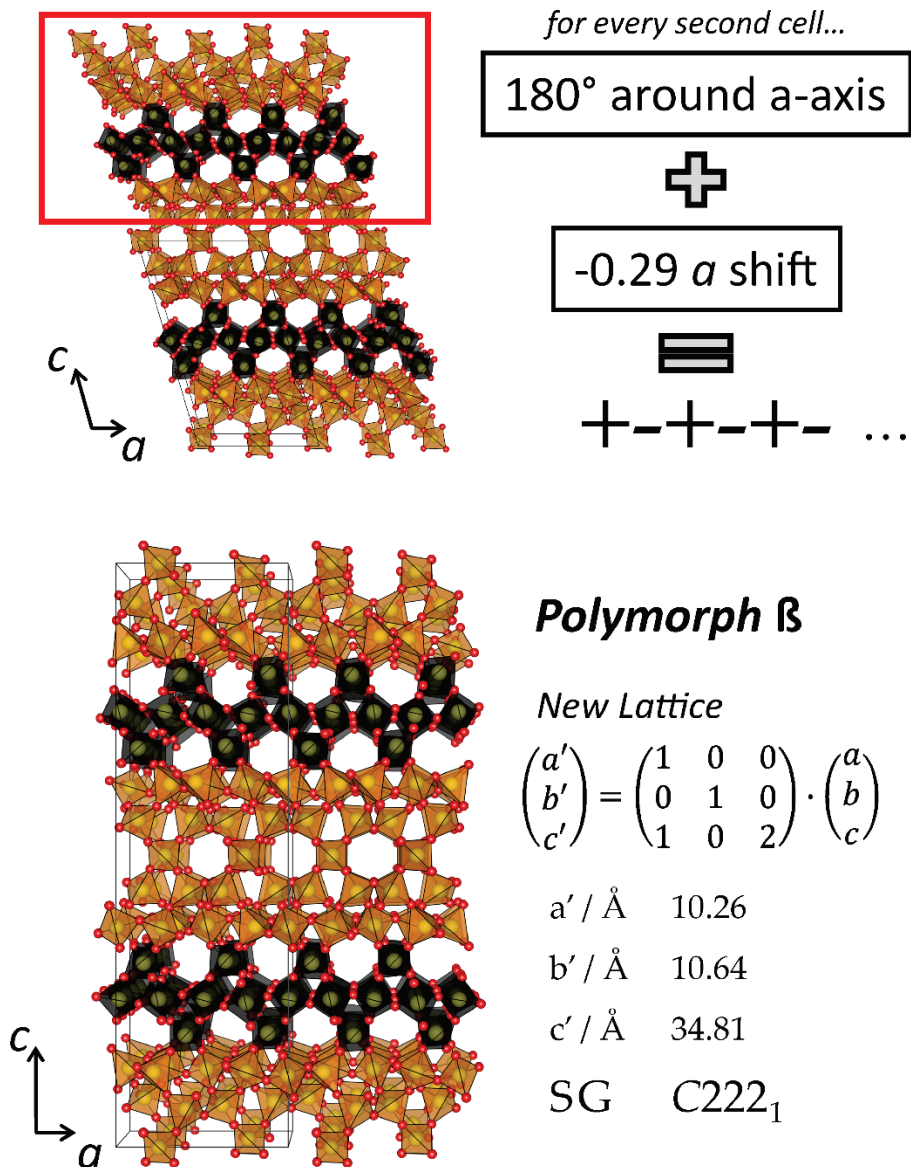 for every second cell...
180° around a-axis
+
-0.29 a shift
=
+-+-+- ...
c
a
Polymorph ß
New Lattice
(a′ b′ c′) = (1 0 0 0 1 0 1 0 2) · (a b c)
a′ / Å 10.26
b′ / Å 10.64
c′ / Å 34.81
SG C222₁
c
a